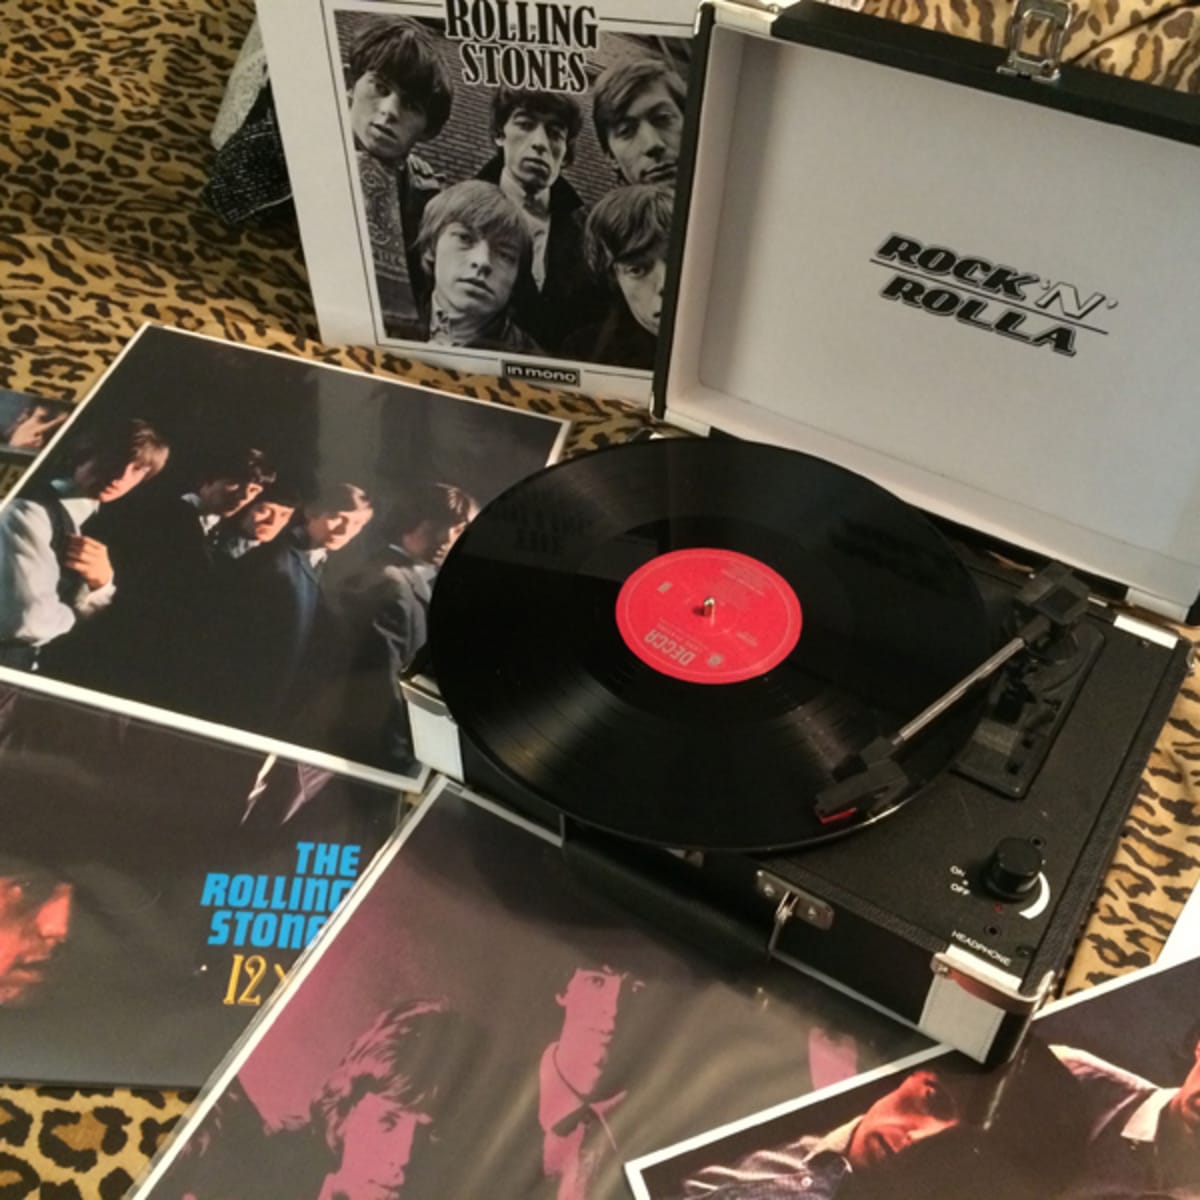 ROLLING
STONES
in mono
ROCK 'N'
ROLLA
DECCA
THE
ROLLING
STONE
12
ON
OFF
HEADPHONE